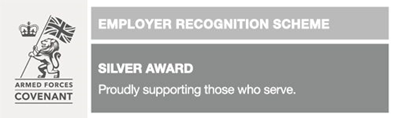 ARMED FORCES
COVENANT
EMPLOYER RECOGNITION SCHEME
SILVER AWARD
Proudly supporting those who serve.